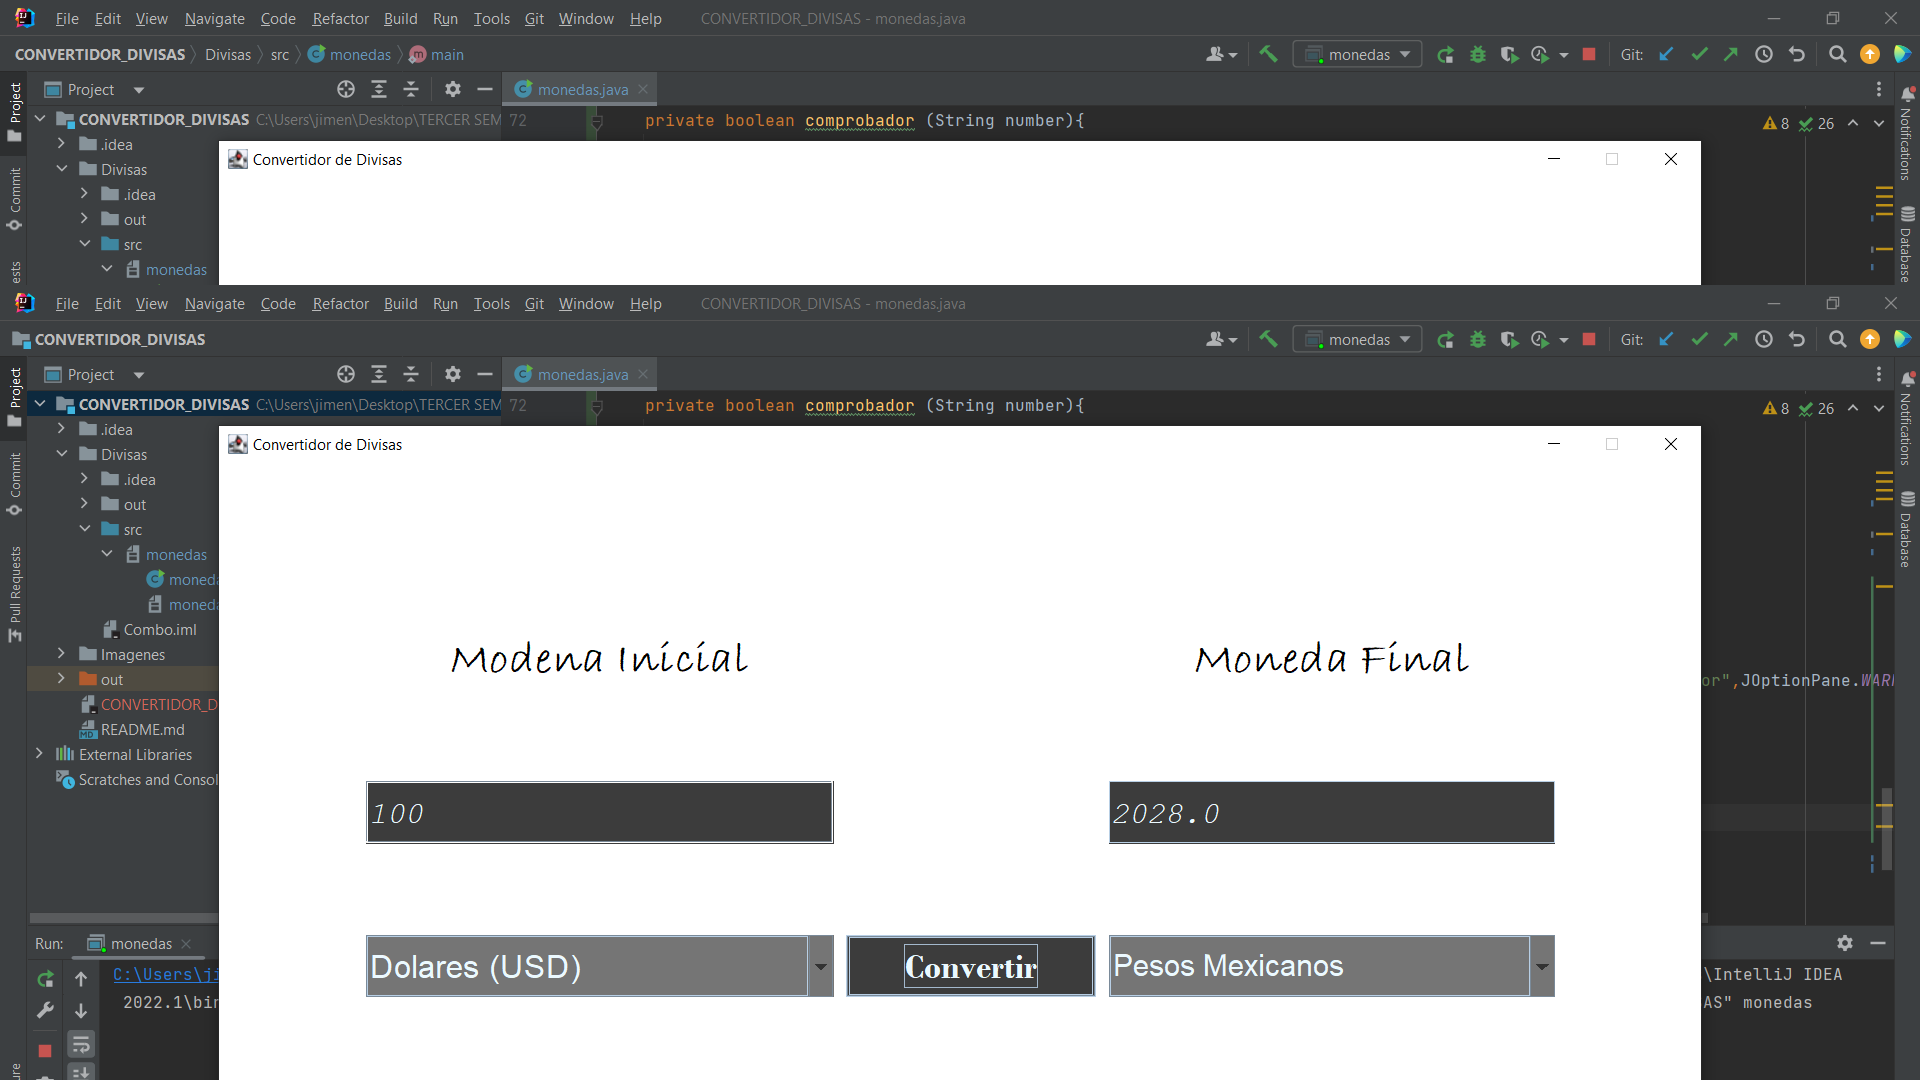 File Edit View Navigate Code Refactor Build Run Tools Git Window Help CONVERTIDOR_DIVISAS - monedas.java
CONVERTIDOR_DIVISAS Divisas src monedas main monedas Git:
Project Project monedas.java
CONVERTIDOR_DIVISAS C:\Users\jimen\Desktop\TERCER SEM 72 private boolean comprobador (String number){ 8 26
.idea
Convertidor de Divisas
Divisas
Notifications
Commit
.idea
out
src
Database
monedas
ests
File Edit View Navigate Code Refactor Build Run Tools Git Window Help CONVERTIDOR_DIVISAS - monedas.java
CONVERTIDOR_DIVISAS monedas Git:
Project Project monedas.java
CONVERTIDOR_DIVISAS C:\Users\jimen\Desktop\TERCER SEM 72 private boolean comprobador (String number){ 8 26
.idea
Convertidor de Divisas
Divisas
Notifications
Commit
.idea
out
src
Database
monedas
moneda
moneda
Pull Requests
Combo.iml
Imagenes
Modena Inicial Moneda Final
out
or",JOptionPane.WAR
CONVERTIDOR_D
README.md
External Libraries
Scratches and Consol
100 2028.0
Run: monedas
Dolares (USD) Convertir Pesos Mexicanos
C:\Users\ji \IntelliJ IDEA
2022.1\bin AS" monedas
ure